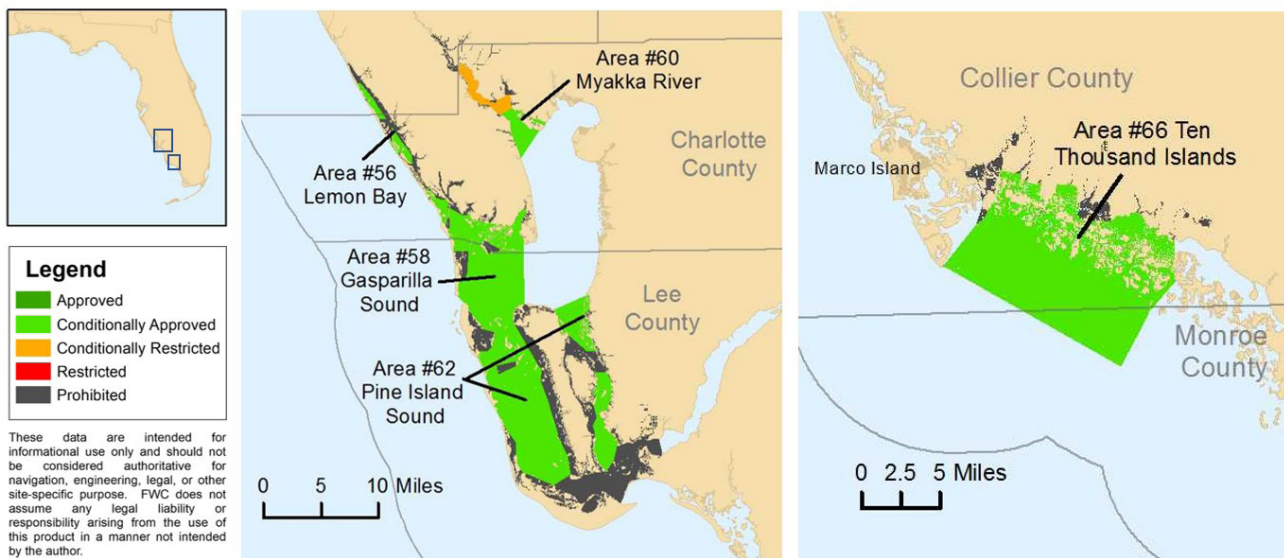 Legend
Approved
Conditionally Approved
Conditionally Restricted
Restricted
Prohibited
These data are intended for
informational use only and should not
be considered authoritative for
navigation, engineering, legal, or other
site-specific purpose. FWC does not
assume any legal liability or
responsibility arising from the use of
this product in a manner not intended
by the author.
Area #60
Myakka River
Charlotte
County
Area #56
Lemon Bay
Area #58
Gasparilla
Sound
Lee
County
Area #62
Pine Island
Sound
0 5 10 Miles
Collier County
Area #66 Ten
Thousand Islands
Marco Island
Monroe
County
0 2.5 5 Miles